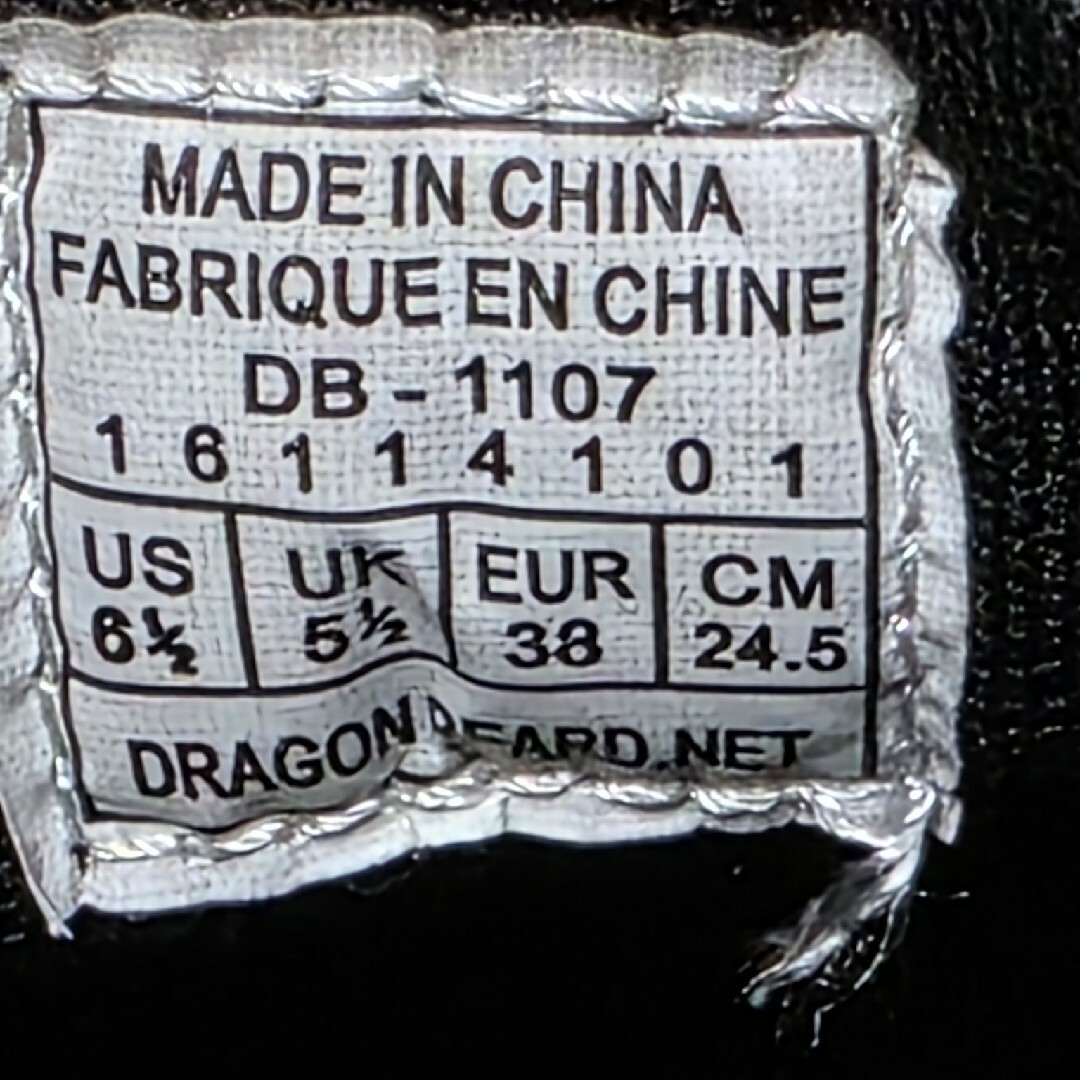 MADE IN CHINA
FABRIQUE EN CHINE
DB - 1107
1 6 1 1 4 1 0 1
US UK EUR CM
6½ 5½ 38 24.5
DRAGONBEARD.NET